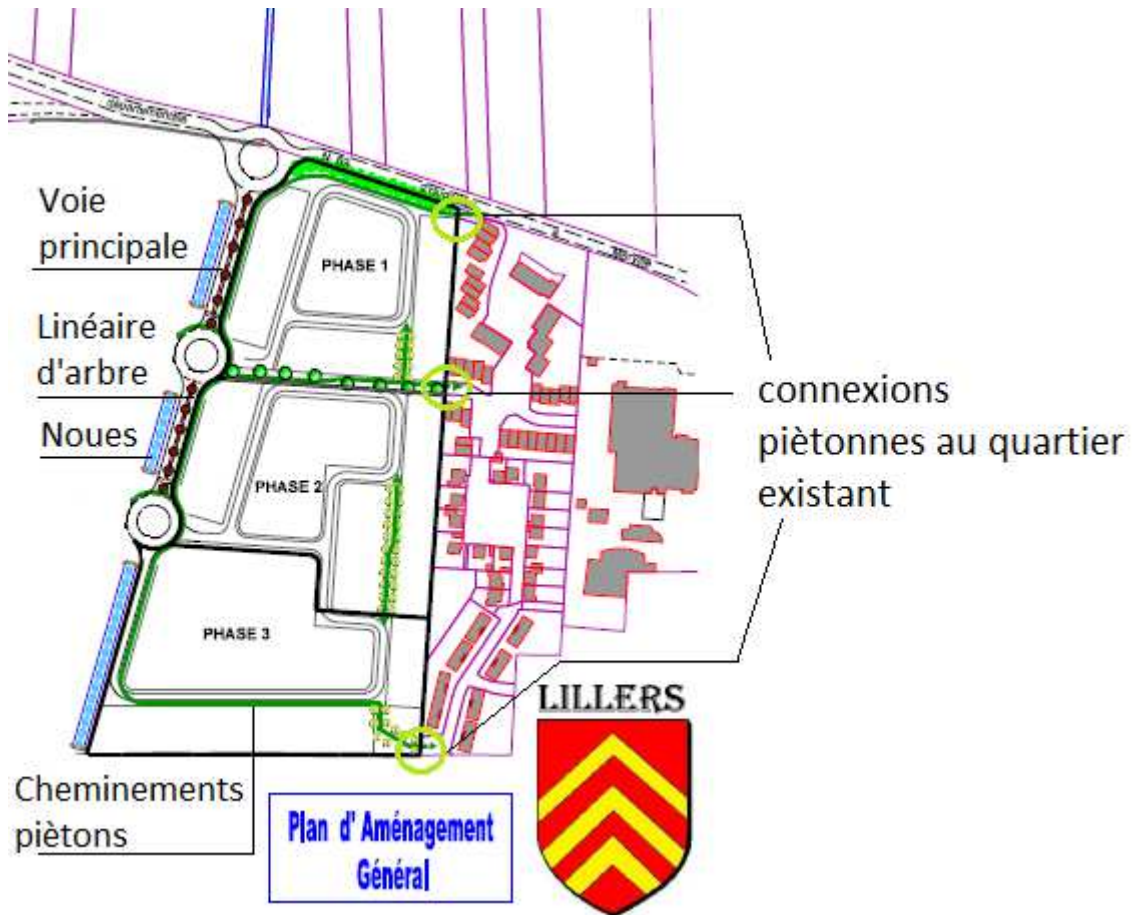 départementale
N
Voie
principale
PHASE 1
Linéaire
d'arbre
Noues
connexions
piètonnes au quartier
existant
PHASE 2
PHASE 3
LILLERS
Cheminements
piètons
Plan d' Aménagement
Général